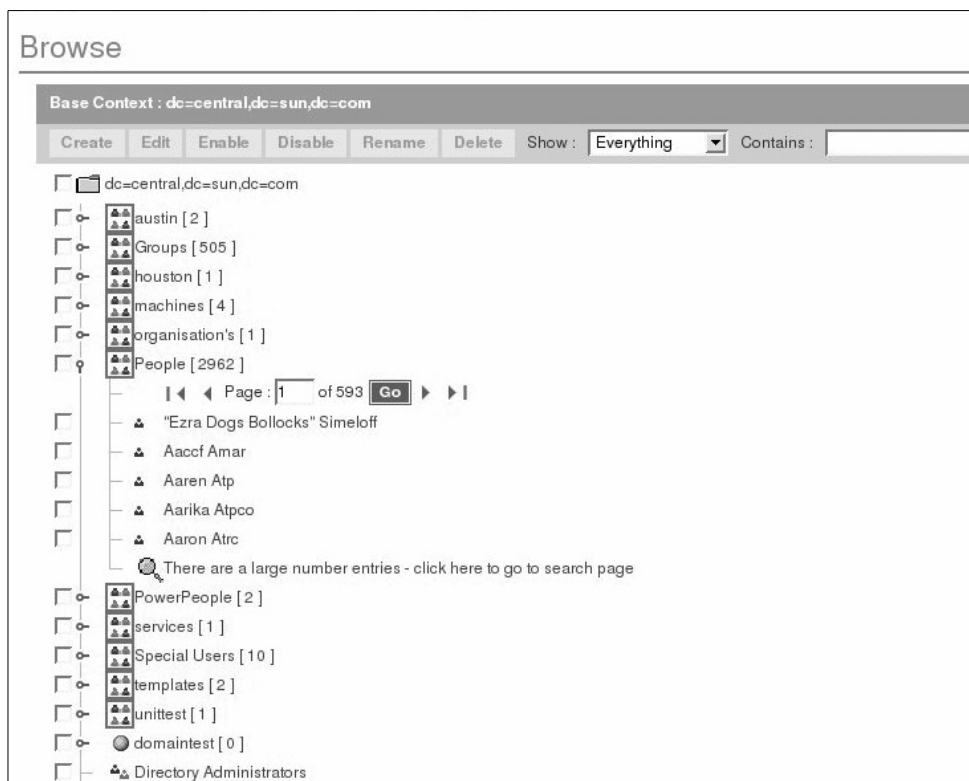 Browse
Base Context : dc=central,dc=sun,dc=com
Create Edit Enable Disable Rename Delete Show : Everything Contains :
dc=central,dc=sun,dc=com
austin [ 2 ]
Groups [ 505 ]
houston [ 1 ]
machines [ 4 ]
organisation's [ 1 ]
People [ 2962 ]
Page : 1 of 593 Go
"Ezra Dogs Bollocks" Simeloff
Aaccf Amar
Aaren Atp
Aarika Atpco
Aaron Atrc
There are a large number entries - click here to go to search page
PowerPeople [ 2 ]
services [ 1 ]
Special Users [ 10 ]
templates [ 2 ]
unittest [ 1 ]
domaintest [ 0 ]
Directory Administrators